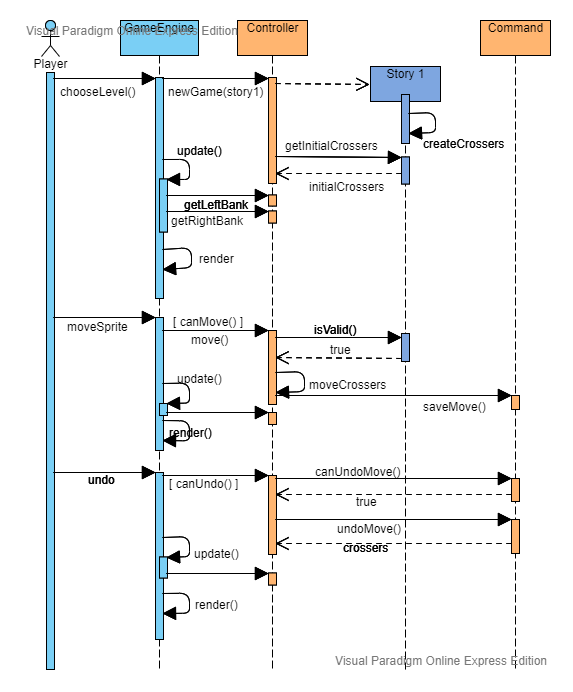 Visual Paradigm Online Express Edition
GameEngine
Controller
Command
Player
Story 1
chooseLevel()
newGame(story1)
createCrossers
getInitialCrossers
update()
initialCrossers
getLeftBank
getRightBank
render
moveSprite
[ canMove() ]
move()
isValid()
true
update()
moveCrossers
saveMove()
render()
undo
[ canUndo() ]
canUndoMove()
true
undoMove()
crossers
update()
render()
Visual Paradigm Online Express Edition